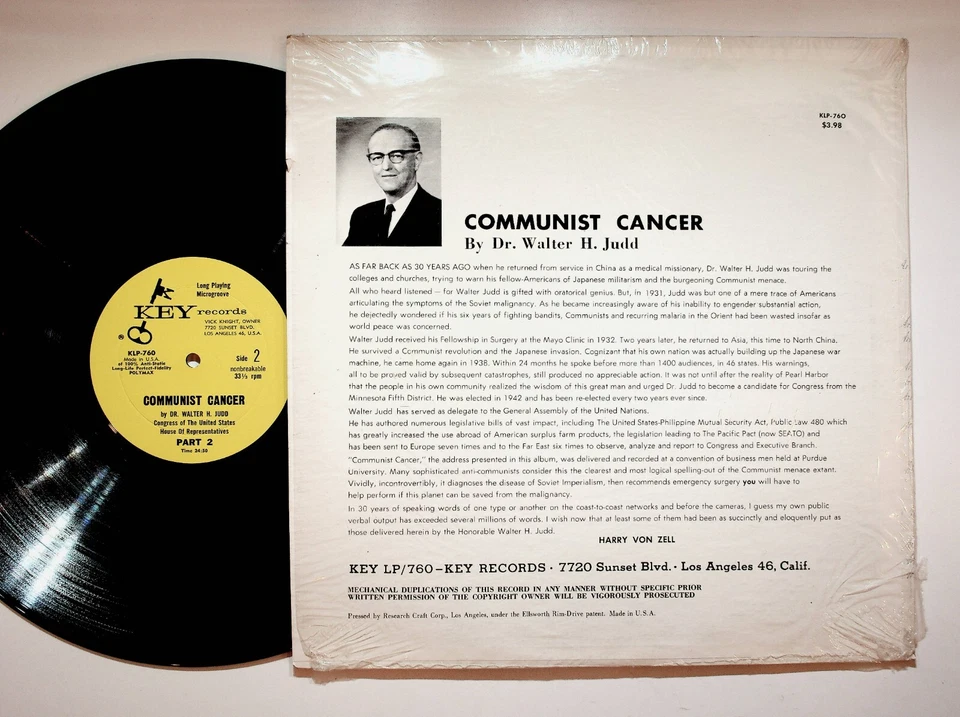 KLP-760
$3.98
COMMUNIST CANCER
By Dr. Walter H. Judd
AS FAR BACK AS 30 YEARS AGO when he returned from service in China as a medical missionary, Dr. Walter H. Judd was touring the
colleges and churches, trying to warn his fellow-Americans of Japanese militarism and the burgeoning Communist menace.
All who heard listened – for Walter Judd is gifted with oratorical genius. But, in 1931, Judd was but one of a mere trace of Americans
articulating the symptoms of the Soviet malignancy. As he became increasingly aware of his inability to engender substantial action,
he dejectedly wondered if his six years of fighting bandits, Communists and recurring malaria in the Orient had been wasted insofar as
world peace was concerned.
Walter Judd received his Fellowship in Surgery at the Mayo Clinic in 1932. Two years later, he returned to Asia, this time to North China.
He survived a Communist revolution and the Japanese invasion. Cognizant that his own nation was actually building up the Japanese war
machine, he came home again in 1938. Within 24 months he spoke before more than 1400 audiences, in 46 states. His warnings,
all to be proved valid by subsequent catastrophes, still produced no appreciable action. It was not until after the reality of Pearl Harbor
that the people in his own community realized the wisdom of this great man and urged Dr. Judd to become a candidate for Congress from the
Minnesota Fifth District. He was elected in 1942 and has been re-elected every two years ever since.
Walter Judd has served as delegate to the General Assembly of the United Nations.
He has authored numerous legislative bills of vast impact, including The United States-Philippine Mutual Security Act, Public Law 480 which
has greatly increased the use abroad of American surplus farm products, the legislation leading to The Pacific Pact (now SEATO) and
has been sent to Europe seven times and to the Far East six times to observe, analyze and report to Congress and Executive Branch.
"Communist Cancer," the address presented in this album, was delivered and recorded at a convention of business men held at Purdue
University. Many sophisticated anti-communists consider this the clearest and most logical spelling-out of the Communist menace extant.
Vividly, incontrovertibly, it diagnoses the disease of Soviet Imperialism, then recommends emergency surgery you will have to
help perform if this planet can be saved from the malignancy.
In 30 years of speaking words of one type or another on the coast-to-coast networks and before the cameras, I guess my own public
verbal output has exceeded several millions of words. I wish now that at least some of them had been as succinctly and eloquently put as
those delivered herein by the Honorable Walter H. Judd.
HARRY VON ZELL
KEY LP/760–KEY RECORDS · 7720 Sunset Blvd. · Los Angeles 46, Calif.
MECHANICAL DUPLICATIONS OF THIS RECORD IN ANY MANNER WITHOUT SPECIFIC PRIOR
WRITTEN PERMISSION OF THE COPYRIGHT OWNER WILL BE VIGOROUSLY PROSECUTED
Pressed by Research Craft Corp., Los Angeles, under the Ellsworth Rim-Drive patent. Made in U.S.A.
Long Playing
Microgroove
KEY records
®
VICK KNIGHT, OWNER
7720 SUNSET BLVD.
LOS ANGELES 46, U.S.A.
KLP-760
Made in U.S.A.
of 100% Anti-Static
Long-Life Perfect-Fidelity
POLYMAX
Side 2
nonbreakable
33⅓ rpm
COMMUNIST CANCER
by DR. WALTER H. JUDD
Congress of The United States
House Of Representatives
PART 2
Time 24:50